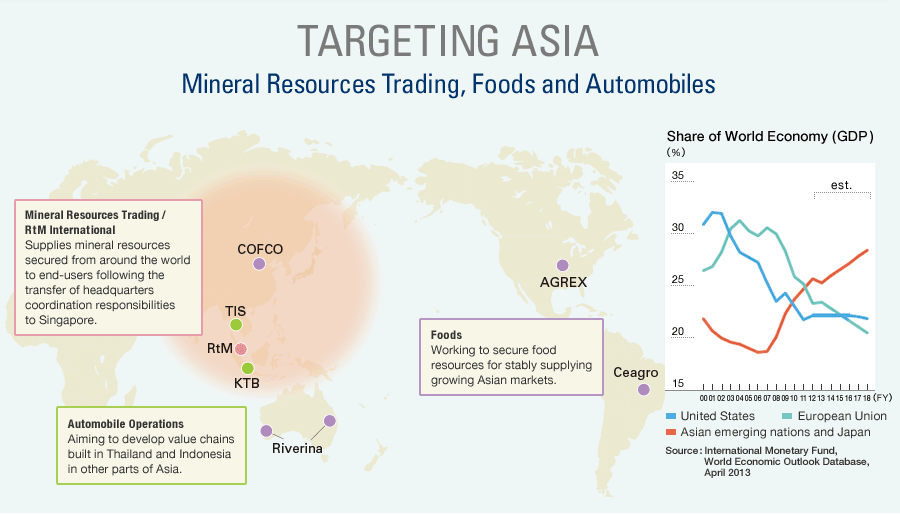 TARGETING ASIA
Mineral Resources Trading, Foods and Automobiles
Mineral Resources Trading /
RtM International
Supplies mineral resources
secured from around the world
to end-users following the
transfer of headquarters
coordination responsibilities
to Singapore.
COFCO
TIS
RtM
KTB
Automobile Operations
Aiming to develop value chains
built in Thailand and Indonesia
in other parts of Asia.
Riverina
AGREX
Foods
Working to secure food
resources for stably supplying
growing Asian markets.
Ceagro
Share of World Economy (GDP)
(%)
35
est.
30
25
20
15
00 01 02 03 04 05 06 07 08 09 10 11 12 13 14 15 16 17 18 (FY)
United States European Union
Asian emerging nations and Japan
Source: International Monetary Fund,
World Economic Outlook Database,
April 2013